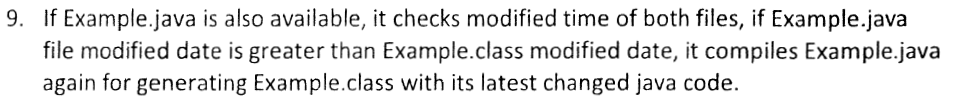 9. If Example.java is also available, it checks modified time of both files, if Example.java
file modified date is greater than Example.class modified date, it compiles Example.java
again for generating Example.class with its latest changed java code.